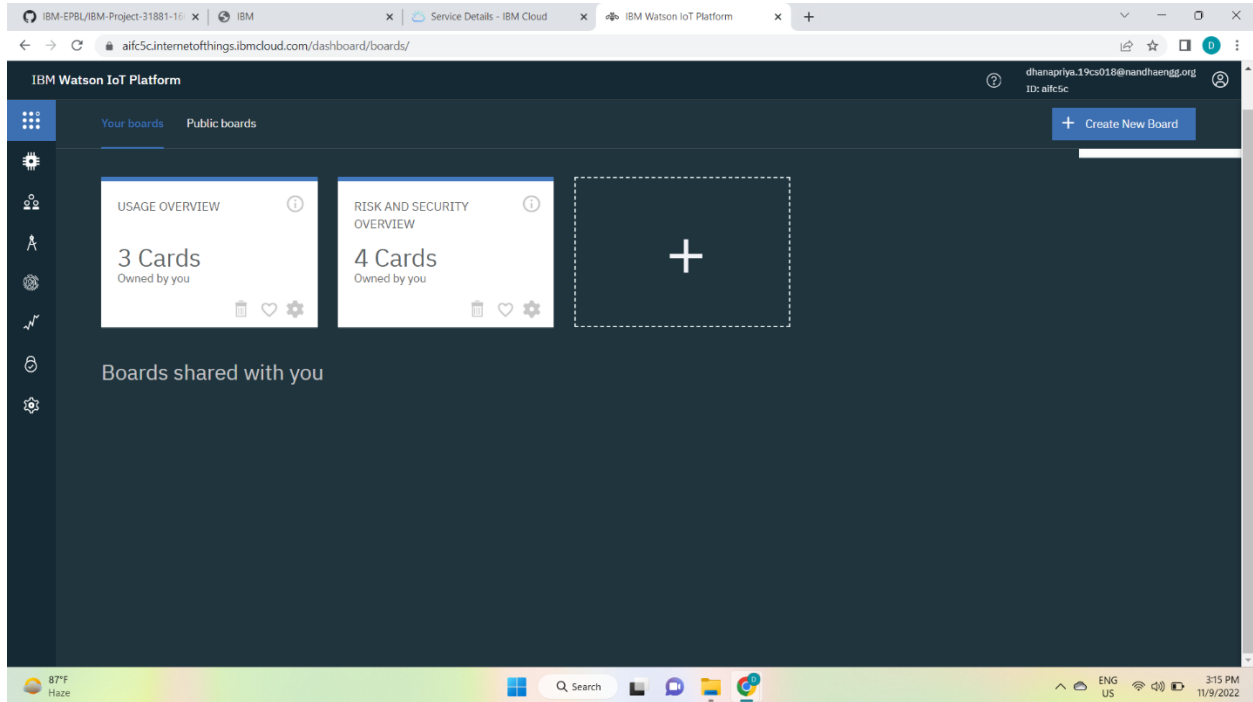 IBM-EPBL/IBM-Project-31881-16
IBM
Service Details - IBM Cloud
IBM Watson IoT Platform
aifc5c.internetofthings.ibmcloud.com/dashboard/boards/
D
IBM Watson IoT Platform
dhanapriya.19cs018@nandhaengg.org
ID: aifc5c
Your boards
Public boards
+ Create New Board
USAGE OVERVIEW
3 Cards
Owned by you
RISK AND SECURITY
OVERVIEW
4 Cards
Owned by you
Boards shared with you
87°F
Haze
Search
D
ENG
US
3:15 PM
11/9/2022